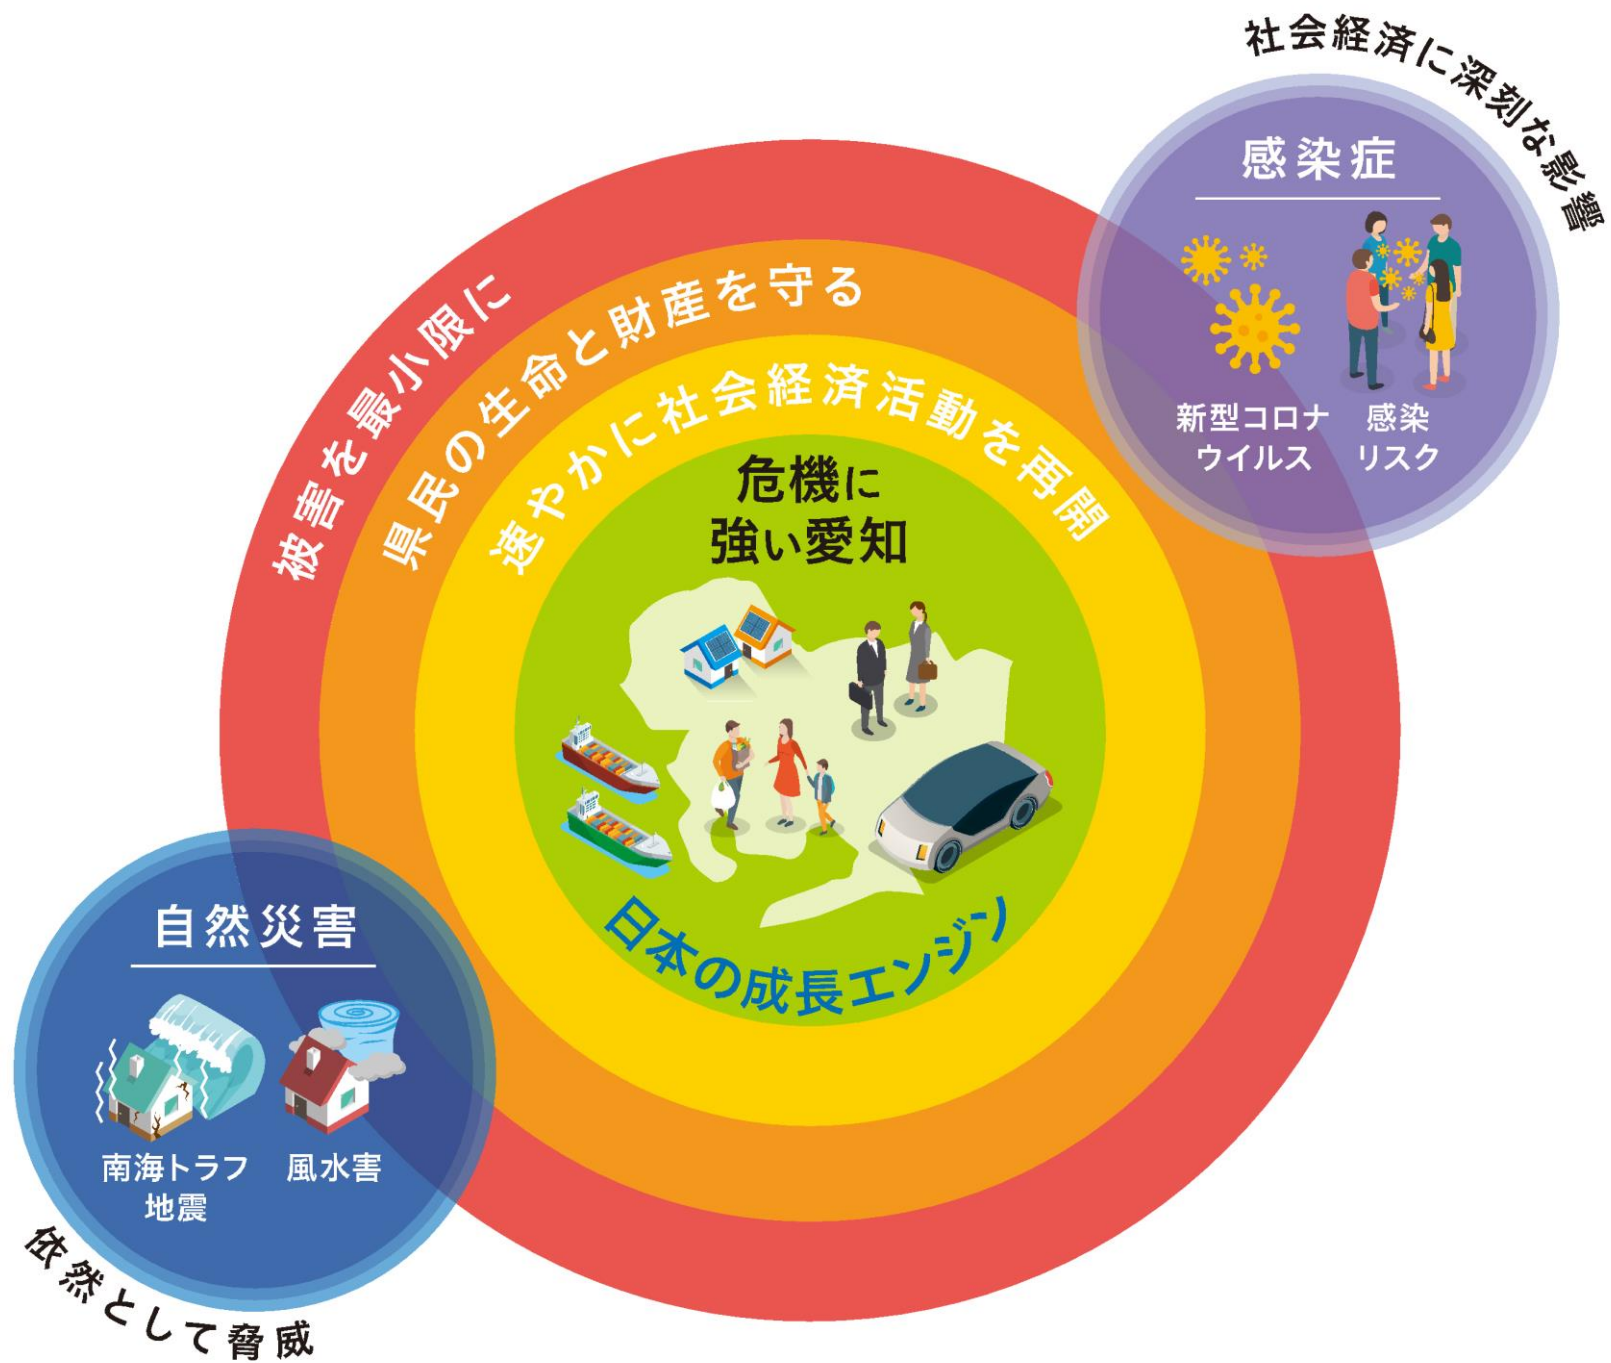 社会経済に深刻な影響
感染症
新型コロナ
ウイルス
感染
リスク
被害を最小限に
県民の生命と財産を守る
速やかに社会経済活動を再開
危機に
強い愛知
日本の成長エンジン
自然災害
南海トラフ
地震
風水害
依然として脅威